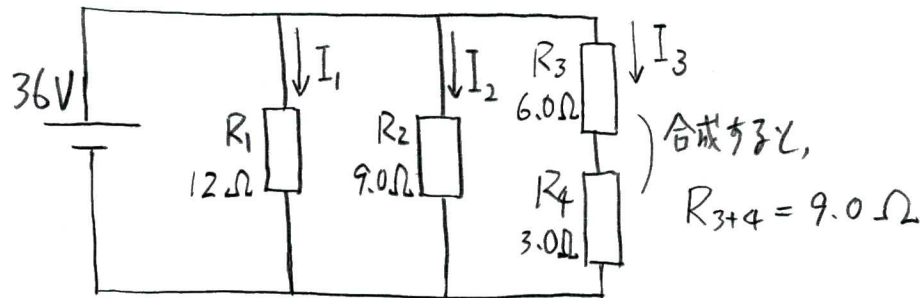 36V
I₁
R₁
12Ω
I₂
R₂
9.0Ω
I₃
R₃
6.0Ω
R₄
3.0Ω
合成すると,
R₃₊₄ = 9.0 Ω